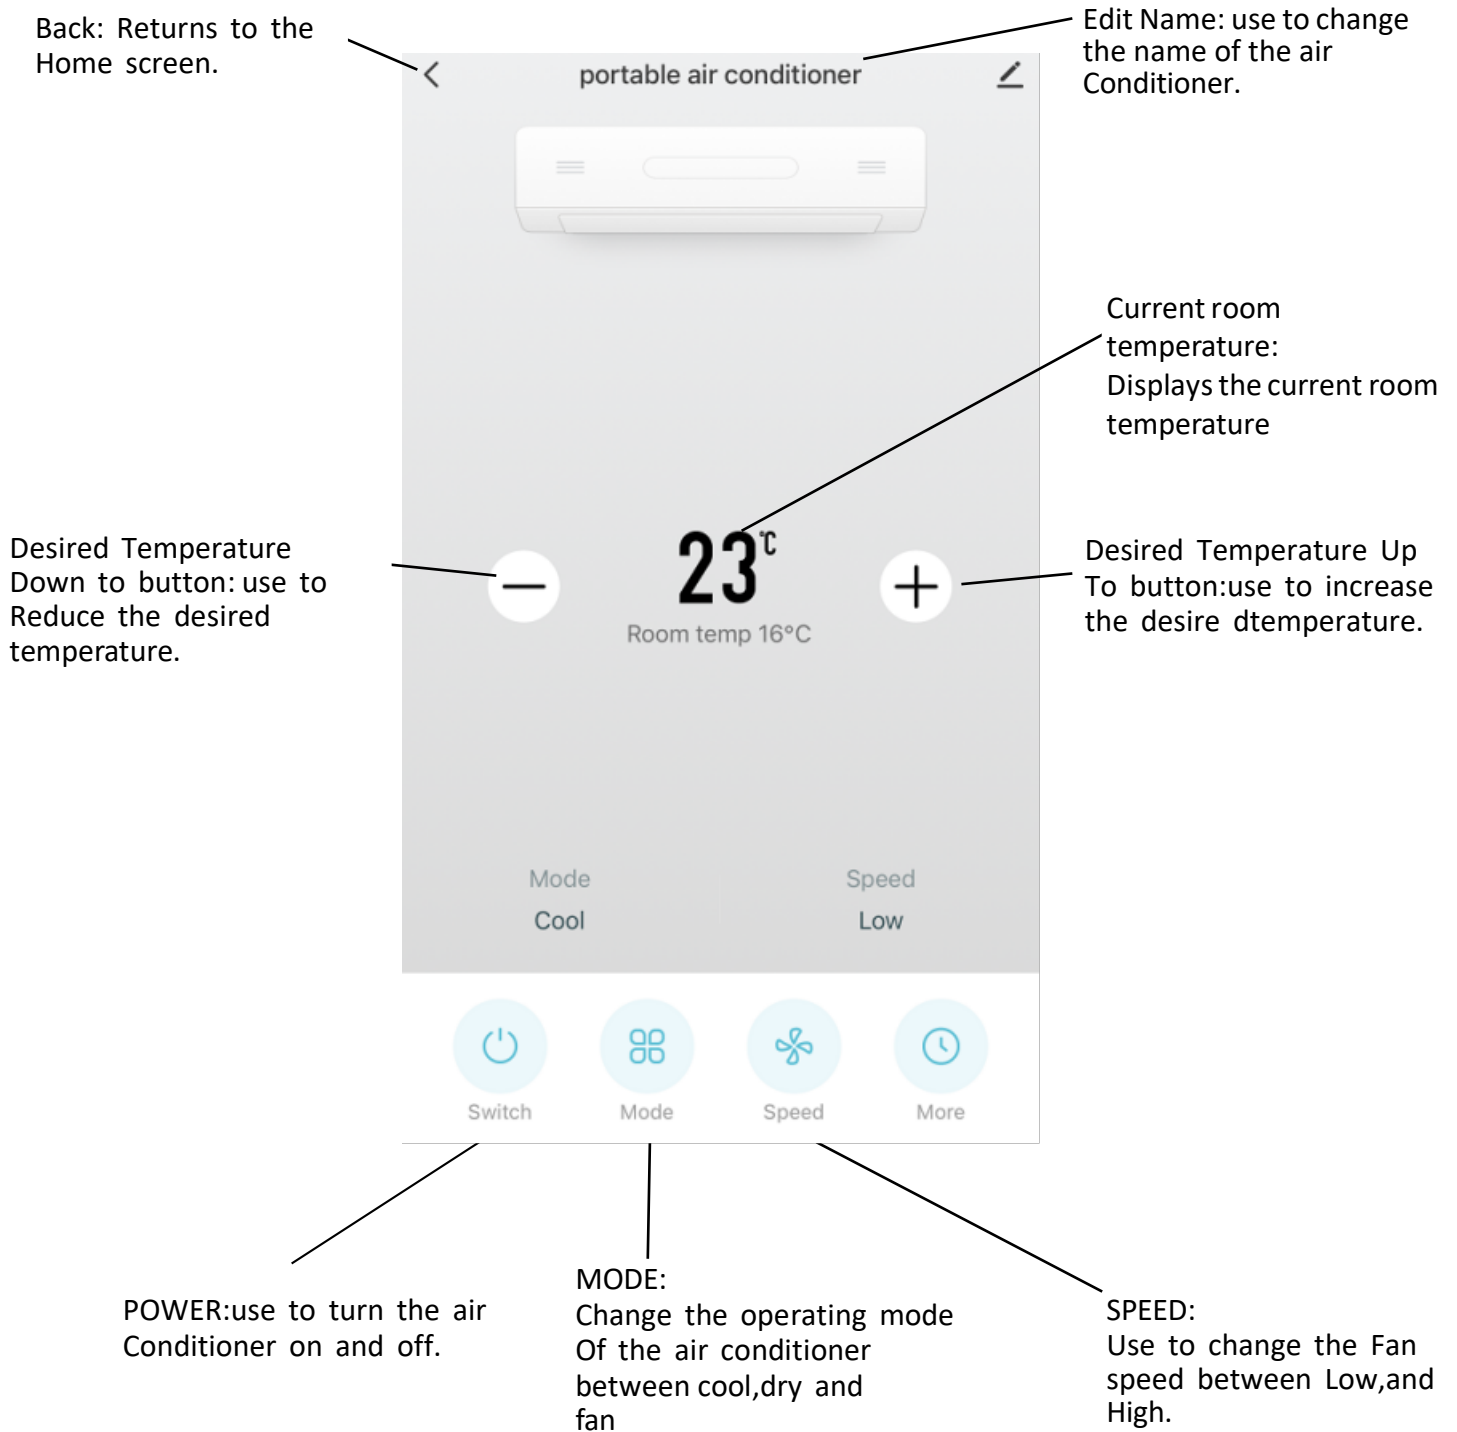 Back: Returns to the
Home screen.
Edit Name: use to change
the name of the air
Conditioner.
portable air conditioner
Current room
temperature:
Displays the current room
temperature
Desired Temperature
Down to button: use to
Reduce the desired
temperature.
23°C
Room temp 16°C
Desired Temperature Up
To button:use to increase
the desire dtemperature.
Mode
Cool
Speed
Low
Switch
Mode
Speed
More
POWER:use to turn the air
Conditioner on and off.
MODE:
Change the operating mode
Of the air conditioner
between cool,dry and
fan
SPEED:
Use to change the Fan
speed between Low,and
High.